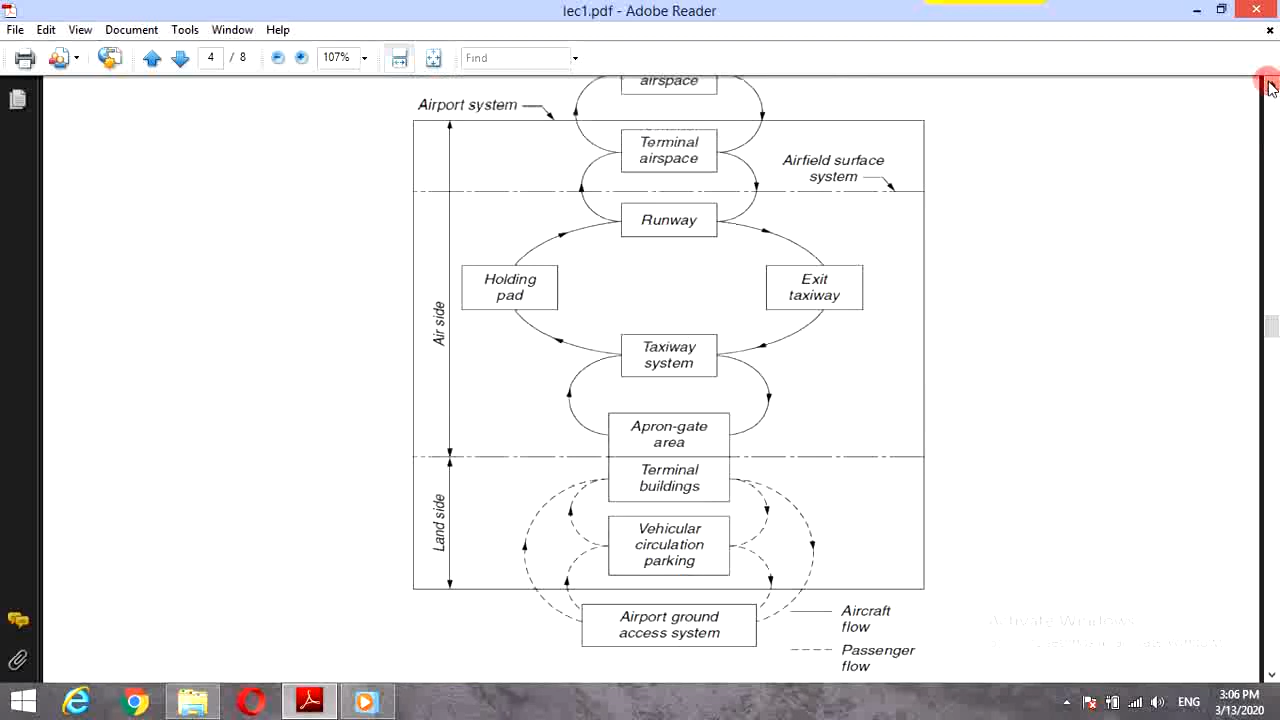 lec1.pdf - Adobe Reader
File Edit View Document Tools Window Help
4 / 8 107% Find
airspace
Airport system
Terminal
airspace
Airfield surface
system
Runway
Holding
pad
Exit
taxiway
Air side
Taxiway
system
Apron-gate
area
Terminal
buildings
Land side
Vehicular
circulation
parking
Airport ground
access system
Aircraft
flow
Passenger
flow
Activate Windows
ENG
3:06 PM
3/13/2020